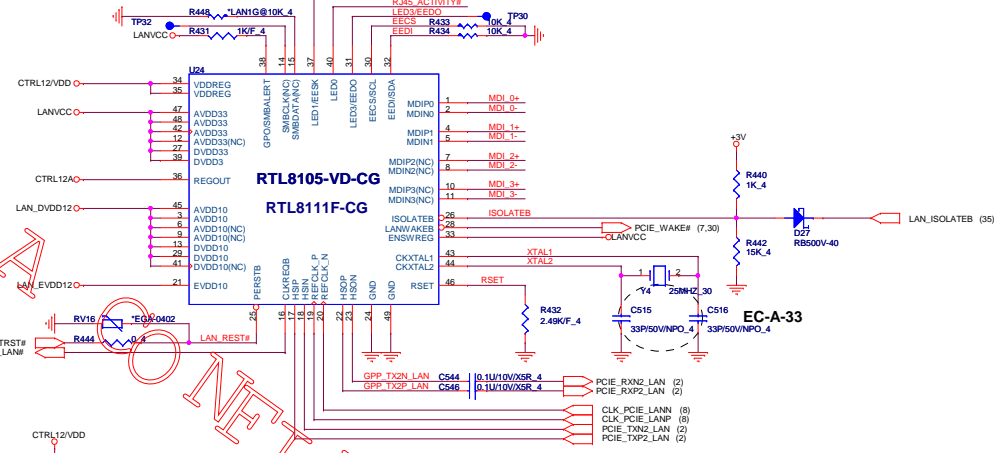 RJ45_ACTIVITY#
R448 *LAN1G@10K_4
LED3/EEDO
TP30
TP32
EECS R433 10K_4
LANVCC R431 1K/F_4
EEDI R434 10K_4
38 14 15 37 40 31 30 32
U24
CTRL12/VDD 34 VDDREG
35 VDDREG
GPO/SMBALERT
SMBCLK(NC)
SMBDATA(NC)
LED1/EESK
LED0
LED3/EEDO
EECS/SCL
EEDI/SDA
LANVCC 47 AVDD33
48 AVDD33
42 AVDD33
12 AVDD33(NC)
27 DVDD33
39 DVDD3
CTRL12A 36 REGOUT
LAN_DVDD12 45 AVDD10
3 AVDD10
6 AVDD10(NC)
9 AVDD10(NC)
13 DVDD10
29 DVDD10
41 DVDD10(NC)
LAN_EVDD12 21 EVDD10
RTL8105-VD-CG
RTL8111F-CG
MDIP0 1 MDI_0+
MDIN0 2 MDI_0-
MDIP1 4 MDI_1+
MDIN1 5 MDI_1-
MDIP2(NC) 7 MDI_2+
MDIN2(NC) 8 MDI_2-
MDIP3(NC) 10 MDI_3+
MDIN3(NC) 11 MDI_3-
ISOLATEB 26 ISOLATEB
LANWAKEB 28 PCIE_WAKE# (7,30)
ENSWREG 33 LANVCC
CKXTAL1 43 XTAL1
CKXTAL2 44 XTAL2
RSET 46 RSET
+3V
R440
1K_4
D27
RB500V-40
LAN_ISOLATEB (35)
R442
15K_4
1 2
Y4 25MHZ_30
C515
33P/50V/NPO_4
C516
33P/50V/NPO_4
EC-A-33
R432
2.49K/F_4
PERSTB
CLKREQB
HSIP
HSIN
REFCLK_P
REFCLK_N
HSOP
HSON
GND
GND
25 16 17 18 19 20 22 23 24 49
RV16 *EGA-0402
R444 0_4
LAN_REST#
TRST#
_LAN#
A
O NE
GPP_TX2N_LAN C544 0.1U/10V/X5R_4 PCIE_RXN2_LAN (2)
GPP_TX2P_LAN C546 0.1U/10V/X5R_4 PCIE_RXP2_LAN (2)
CLK_PCIE_LANN (8)
CLK_PCIE_LANP (8)
PCIE_TXN2_LAN (2)
PCIE_TXP2_LAN (2)
CTRL12/VDD